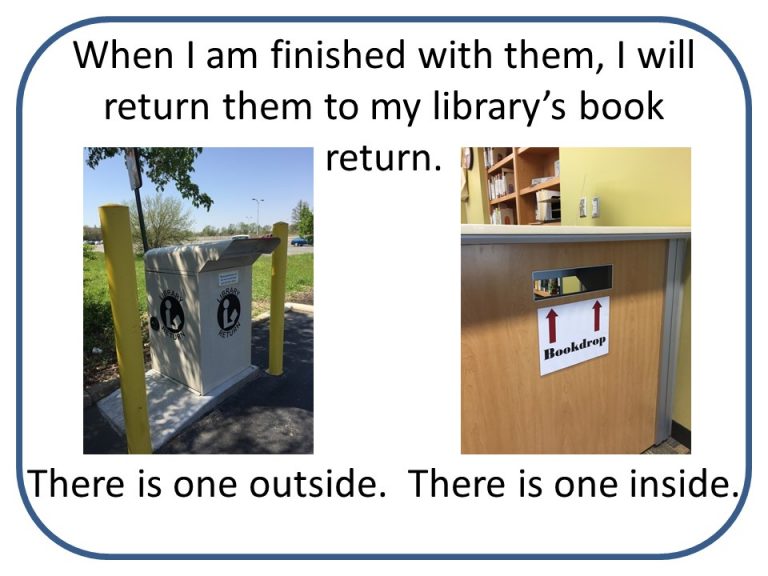 When I am finished with them, I will
return them to my library's book
return.
LIBRARY
RETURN
LIBRARY
RETURN
Bookdrop
There is one outside. There is one inside.